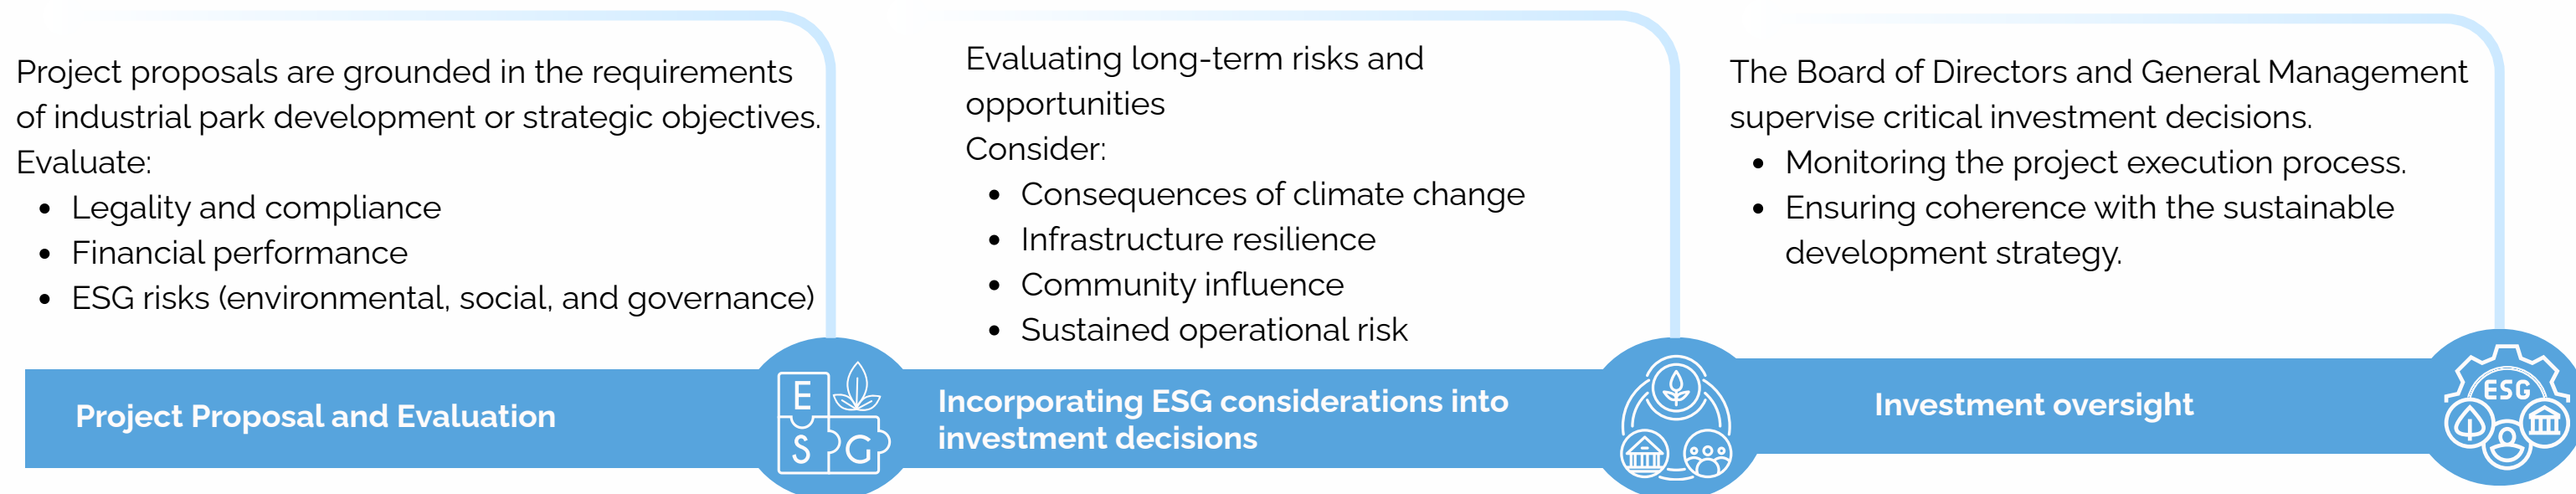 Project proposals are grounded in the requirements
of industrial park development or strategic objectives.
Evaluate:
• Legality and compliance
• Financial performance
• ESG risks (environmental, social, and governance)
Project Proposal and Evaluation
E
S G
Evaluating long-term risks and
opportunities
Consider:
• Consequences of climate change
• Infrastructure resilience
• Community influence
• Sustained operational risk
Incorporating ESG considerations into
investment decisions
The Board of Directors and General Management
supervise critical investment decisions.
• Monitoring the project execution process.
• Ensuring coherence with the sustainable
development strategy.
Investment oversight
ESG